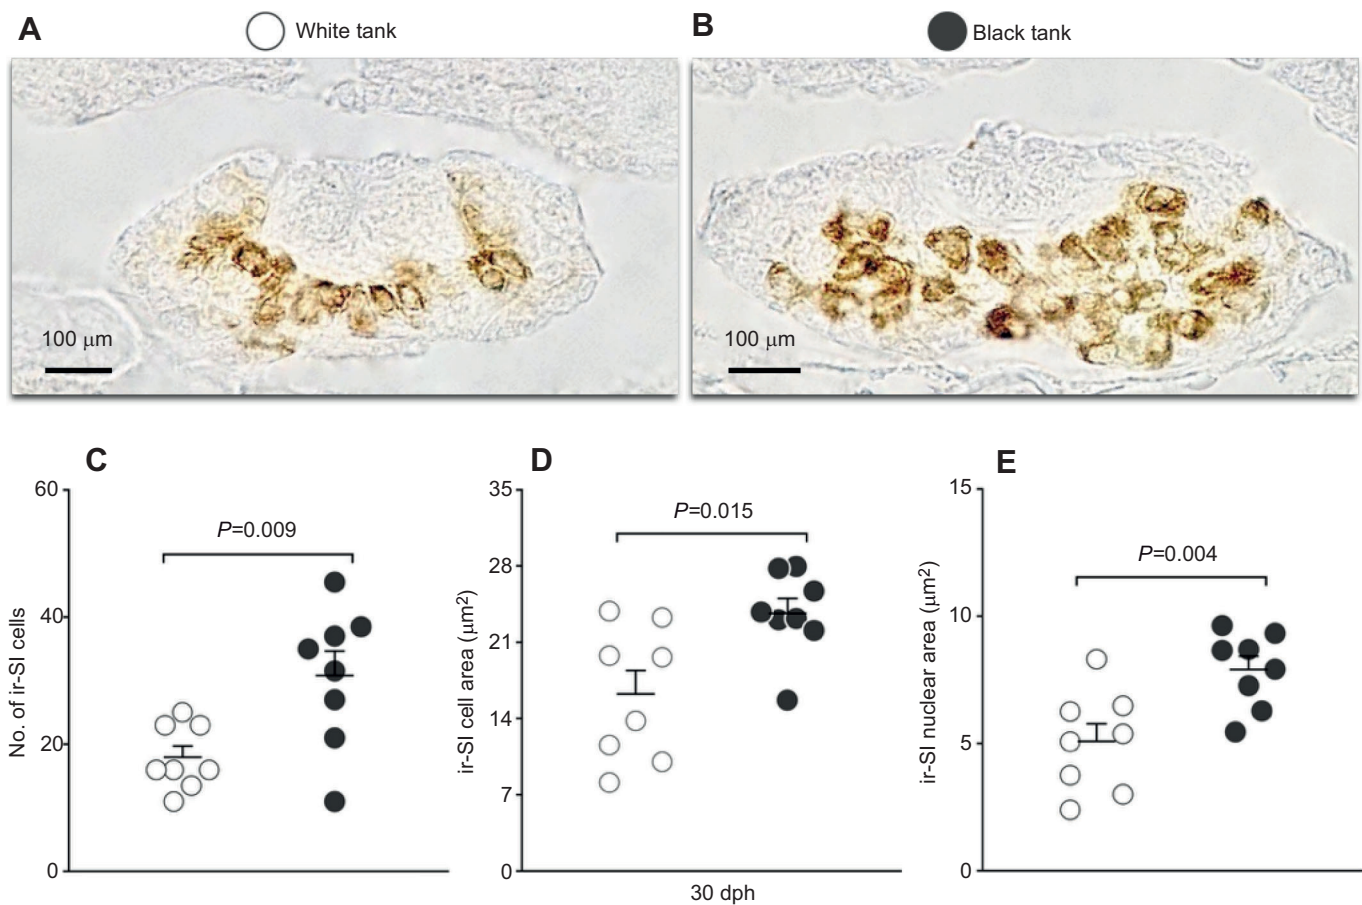 A
White tank
B
Black tank
100 μm
100 μm
C
D
E
No. of ir-SI cells
60
40
20
0
P=0.009
ir-SI cell area (μm²)
35
28
21
14
7
0
P=0.015
30 dph
ir-SI nuclear area (μm²)
15
10
5
0
P=0.004